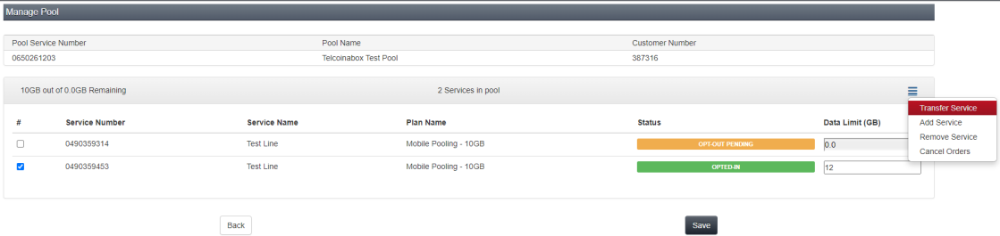 Manage Pool
Pool Service Number Pool Name Customer Number
0650261203 Telcoinabox Test Pool 387316
10GB out of 0.0GB Remaining 2 Services in pool
Transfer Service
Add Service
Remove Service
Cancel Orders
# Service Number Service Name Plan Name Status Data Limit (GB)
0490359314 Test Line Mobile Pooling - 10GB OPT-OUT PENDING 0.0
0490359453 Test Line Mobile Pooling - 10GB OPTED-IN 12
Back Save